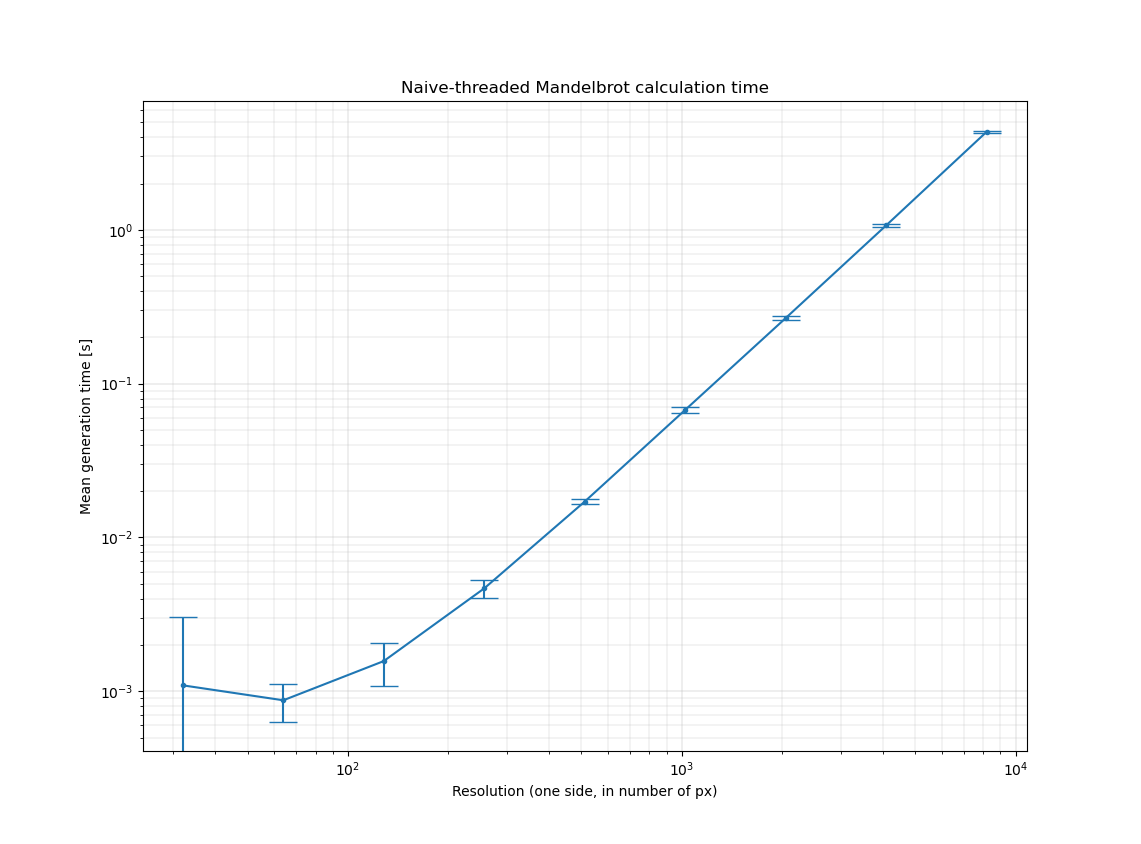 Naive-threaded Mandelbrot calculation time
Mean generation time [s]
10⁰
10⁻¹
10⁻²
10⁻³
10² 10³ 10⁴
Resolution (one side, in number of px)